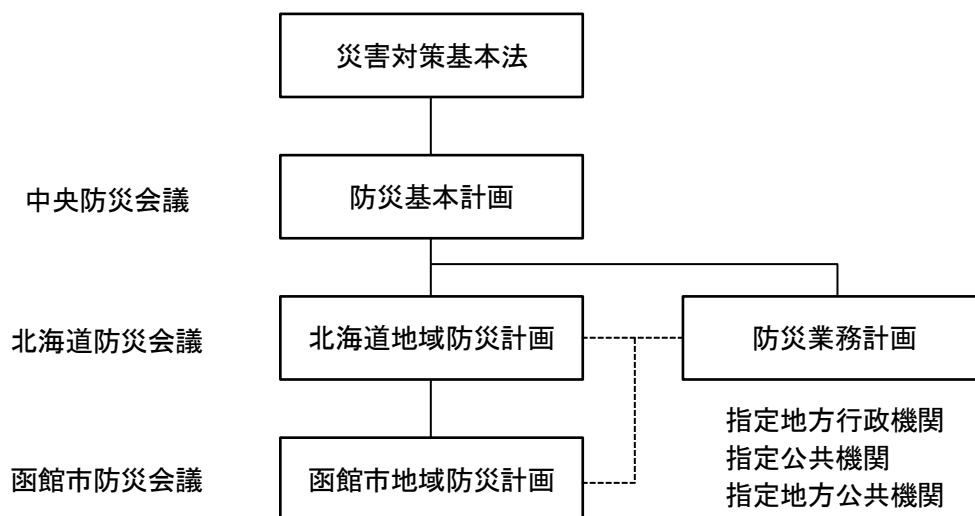 災害対策基本法
中央防災会議
防災基本計画
北海道防災会議
北海道地域防災計画
防災業務計画
指定地方行政機関
指定公共機関
指定地方公共機関
函館市防災会議
函館市地域防災計画